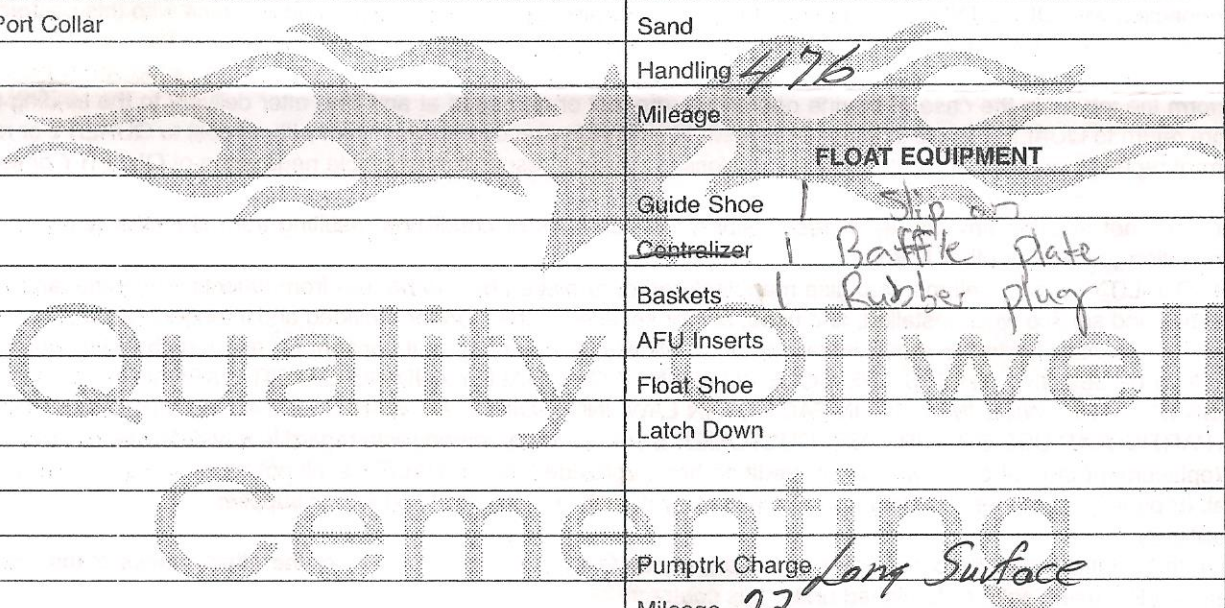 Port Collar
Sand
Handling 476
Mileage
FLOAT EQUIPMENT
Guide Shoe 1 Slip on
Centralizer 1 Baffle plate
Baskets 1 Rubber plug
AFU Inserts
Float Shoe
Latch Down
Quality Oilwell
Cementing
Pumptrk Charge Long Surface
Mileage